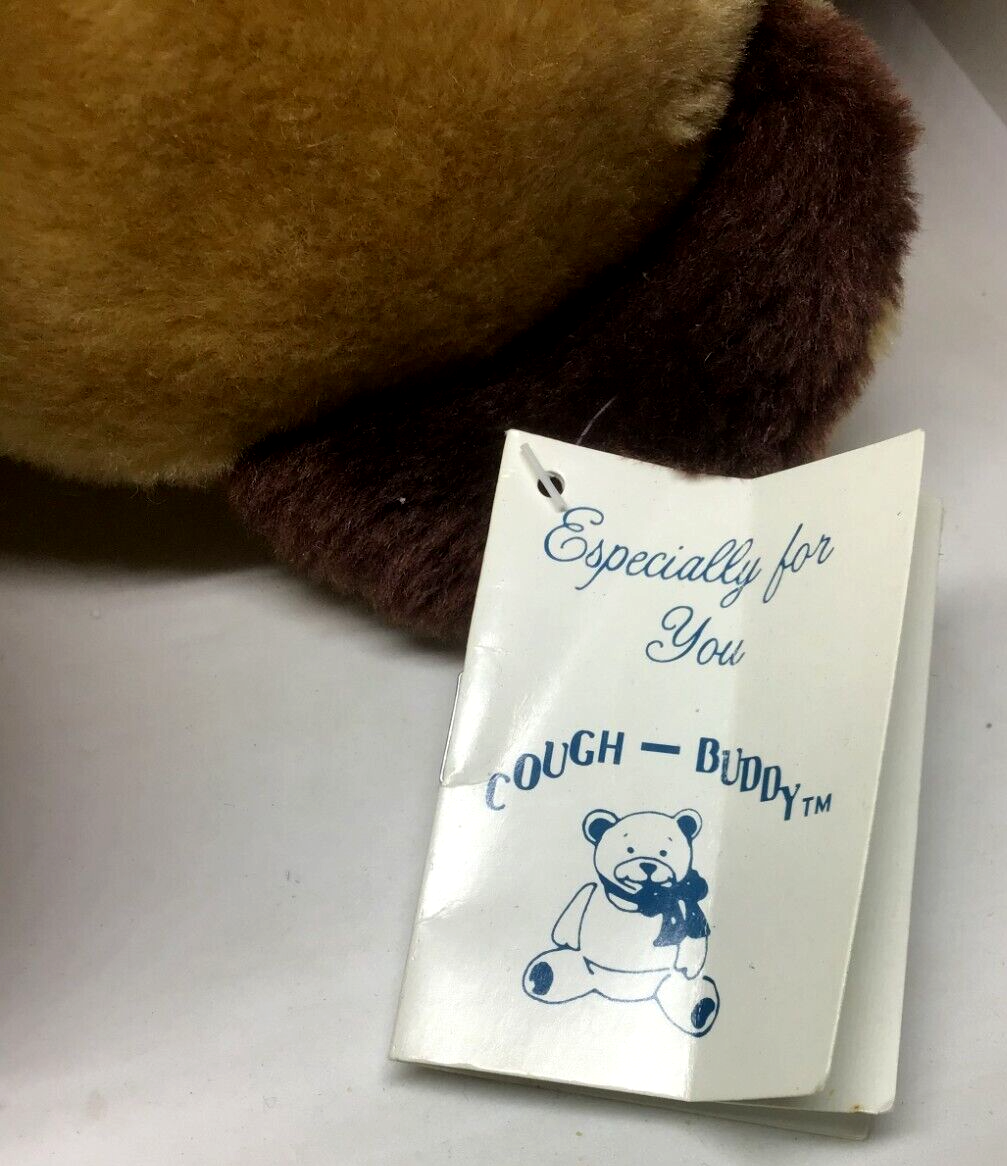 Especially for
You
COUGH – BUDDY™